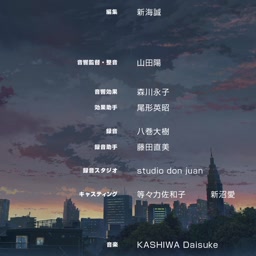 編集 新海誠
音響監督・整音 山田陽
音響効果 森川永子
効果助手 尾形英昭
録音 八巻大樹
録音助手 藤田直美
録音スタジオ studio don juan
キャスティング 等々力佐和子 新沼愛
音楽 KASHIWA Daisuke